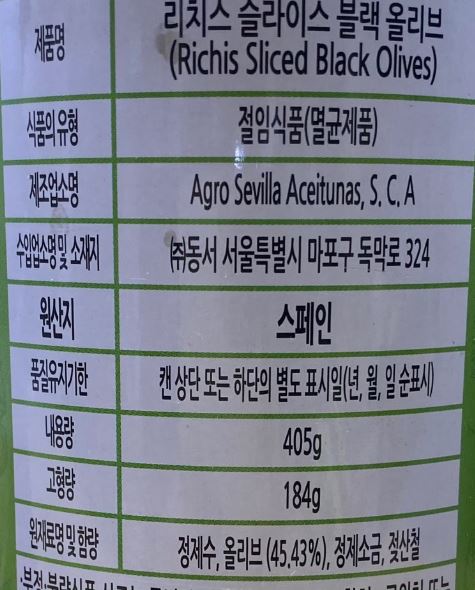 제품명
리치스 슬라이스 블랙 올리브
(Richis Sliced Black Olives)
식품의 유형
절임식품(멸균제품)
제조업소명
Agro Sevilla Aceitunas, S. C. A
수입업소명 및 소재지
㈜동서 서울특별시 마포구 독막로 324
원산지
스페인
품질유지기한
캔 상단 또는 하단의 별도 표시일(년, 월, 일 순표시)
내용량
405g
고형량
184g
원재료명 및 함량
정제수, 올리브 (45.43%), 정제소금, 젖산철